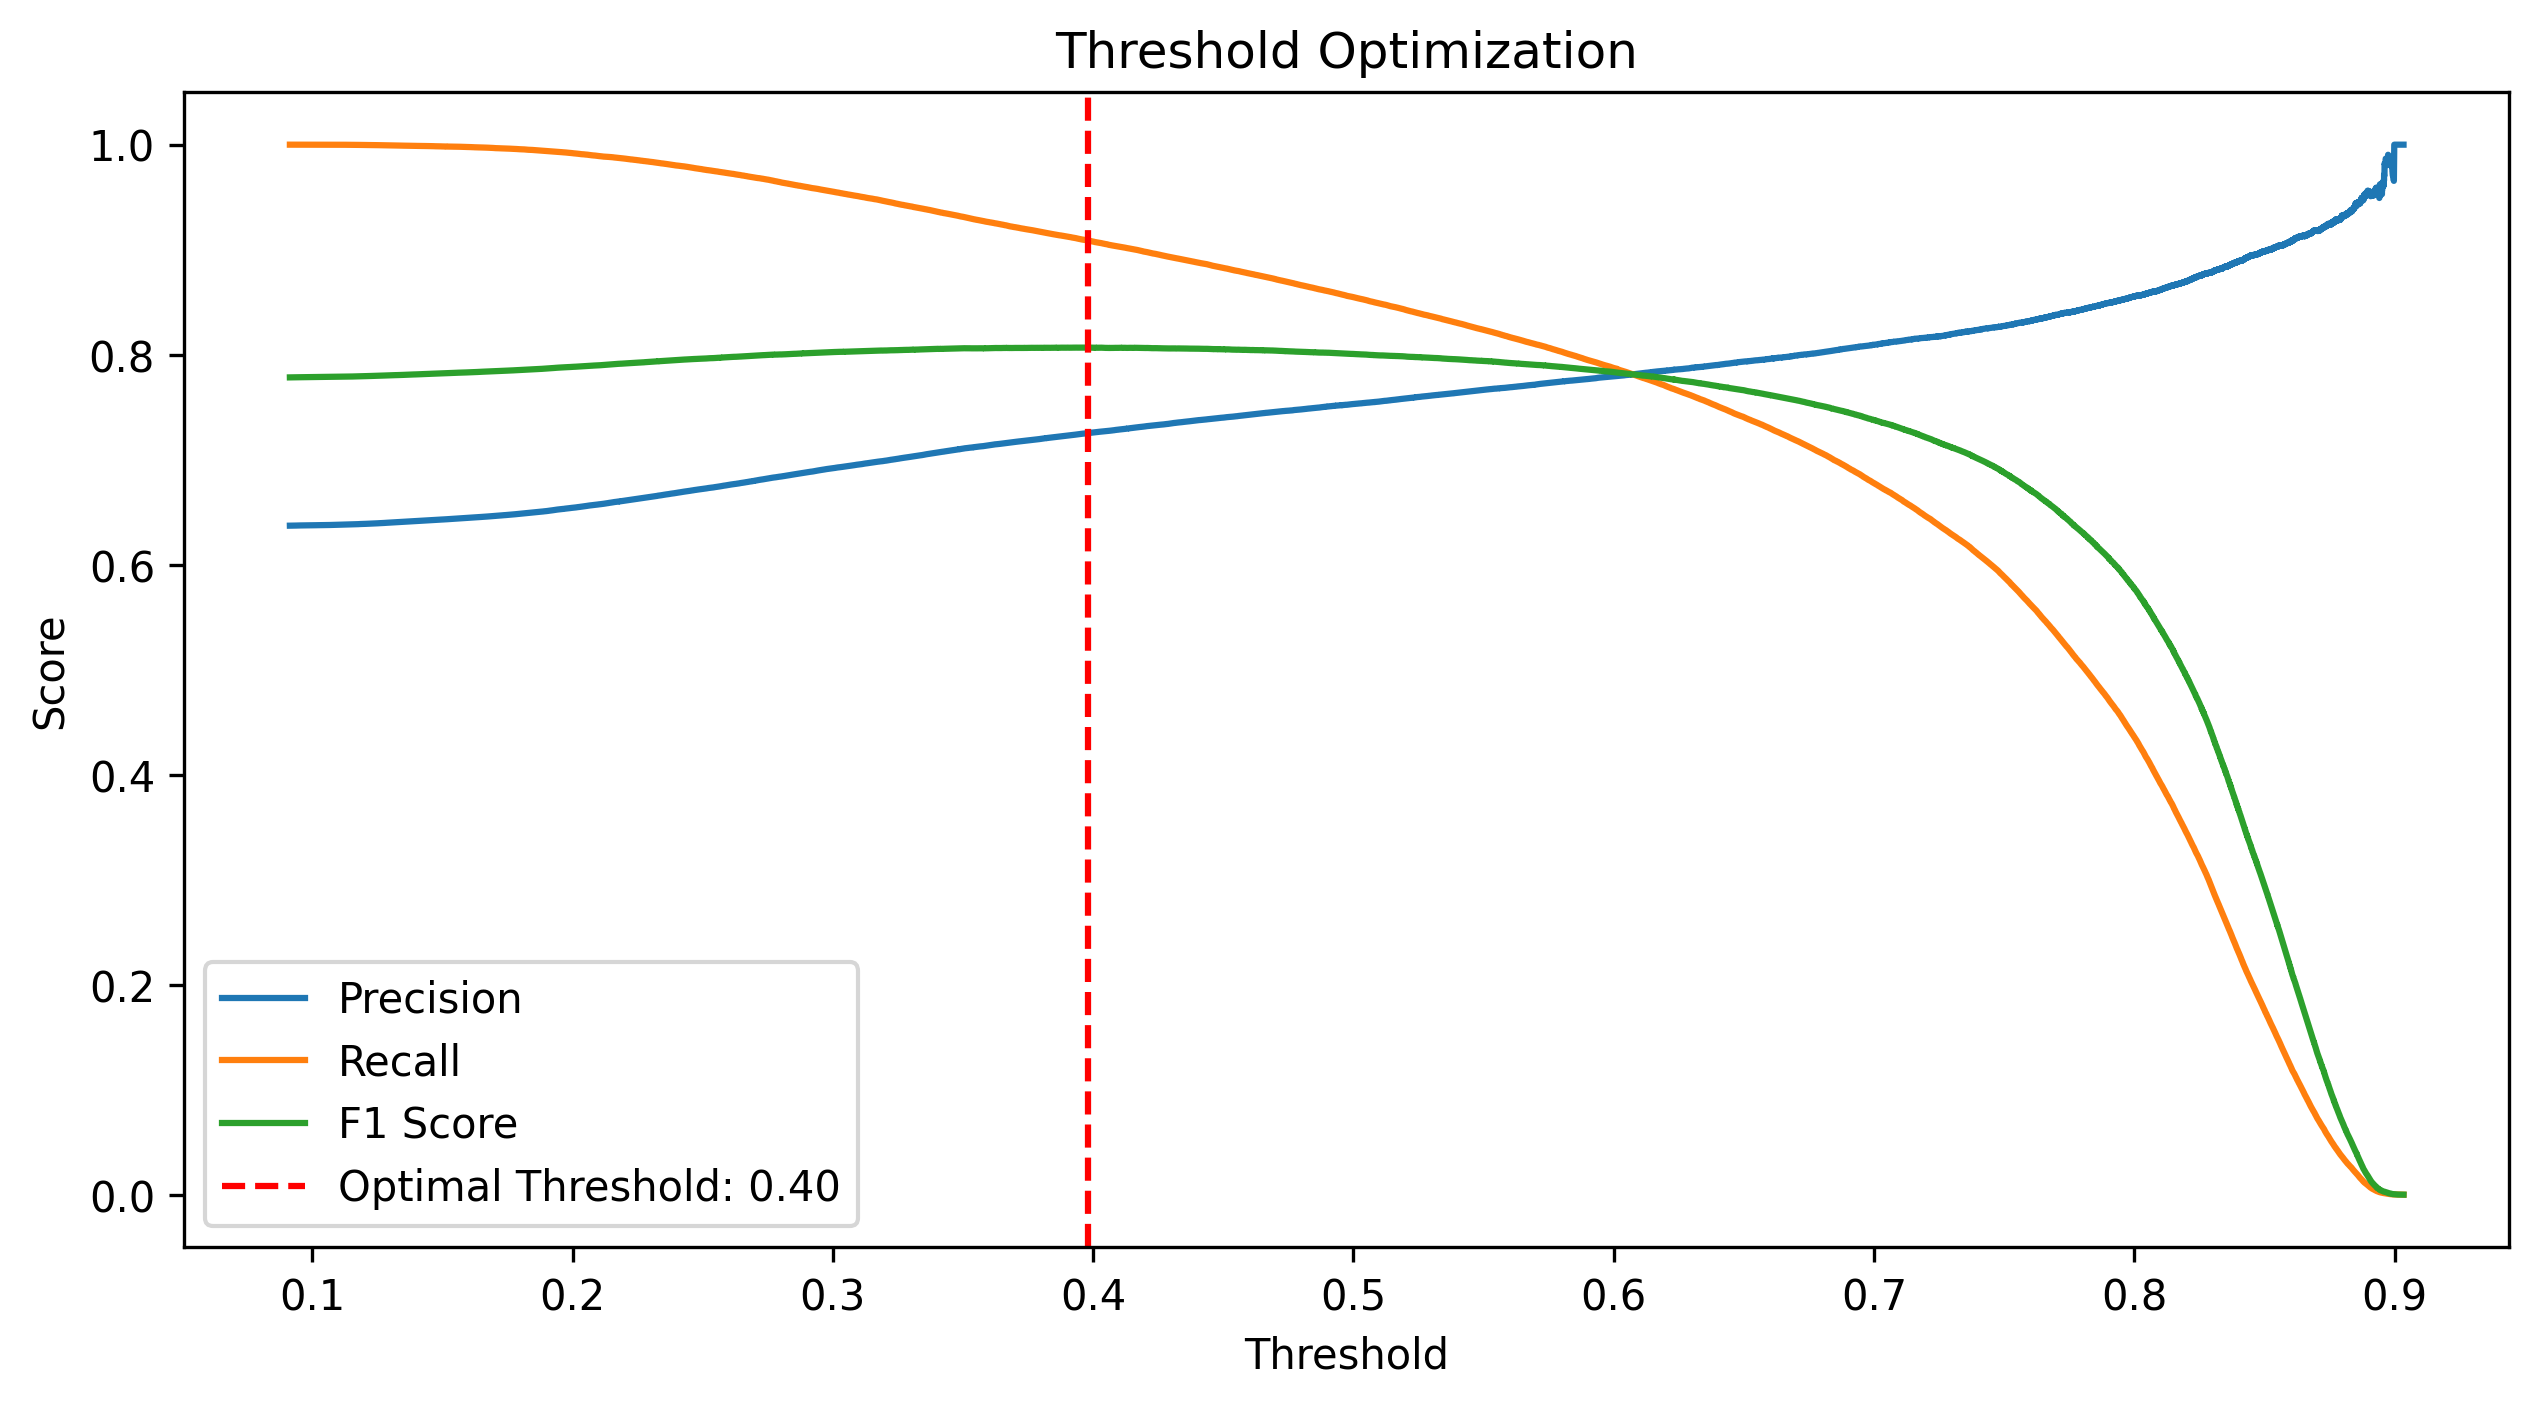 Threshold Optimization
1.0
0.8
0.6
0.4
0.2
0.0
Score
Precision
Recall
F1 Score
Optimal Threshold: 0.40
0.1 0.2 0.3 0.4 0.5 0.6 0.7 0.8 0.9
Threshold